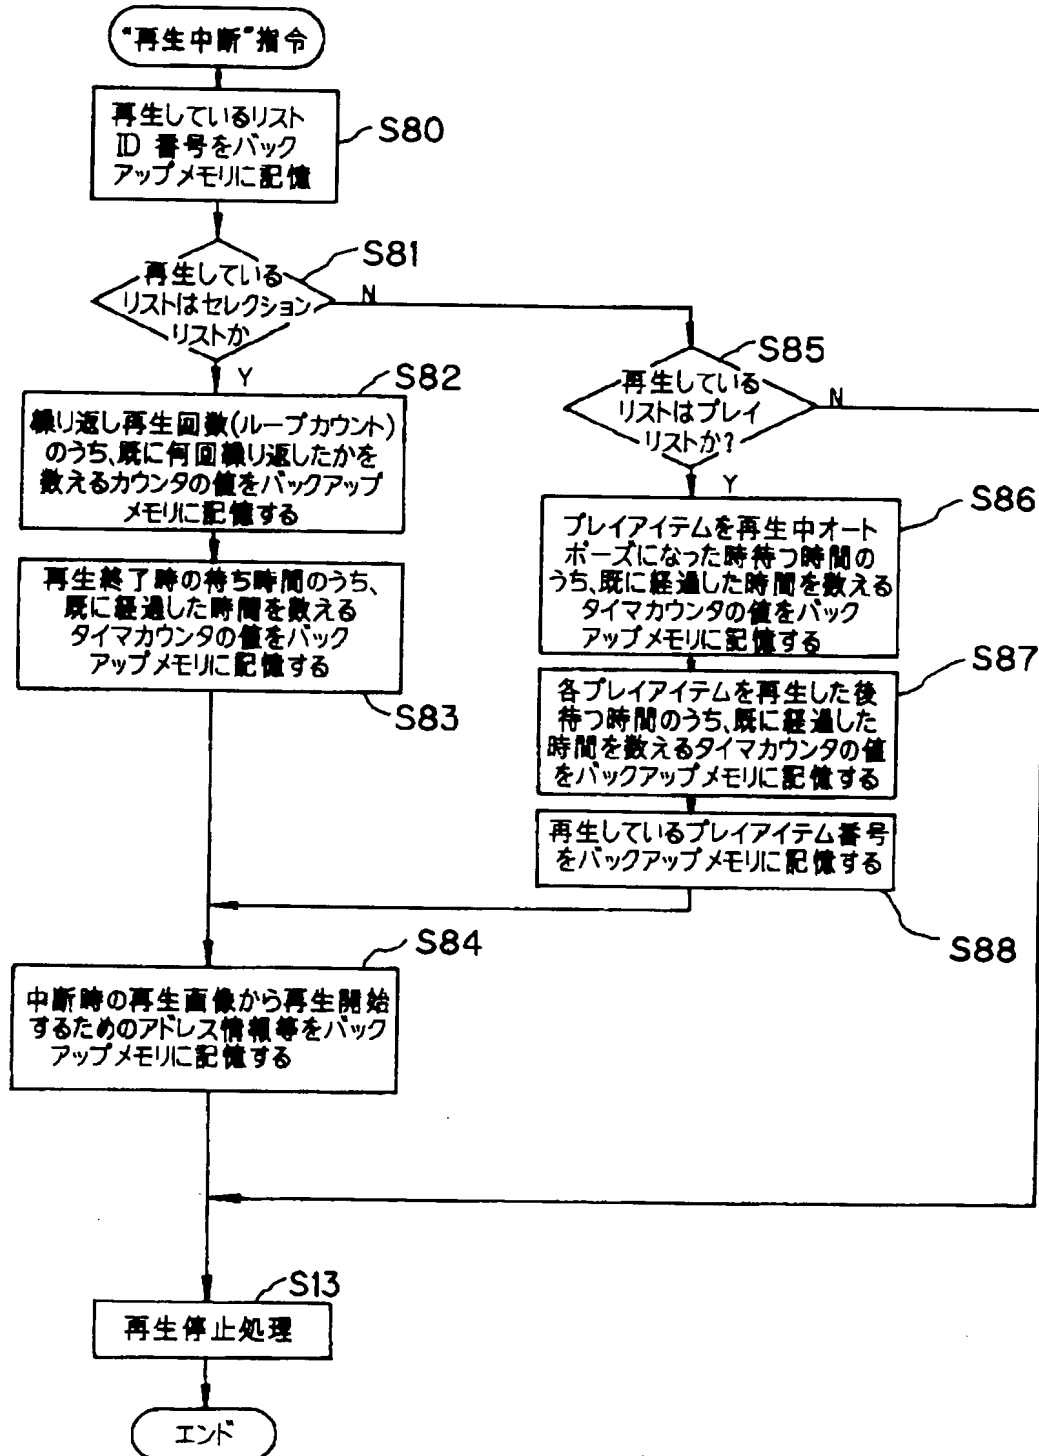 “再生中断”指令
再生しているリスト
ID 番号をバック
アップメモリに記憶
S80
再生している
リストはセレクション
リストか
S81
N
Y
S82
繰り返し再生回数(ループカウント)
のうち、既に何回繰り返したかを
数えるカウンタの値をバックアップ
メモリに記憶する
再生終了時の待ち時間のうち、
既に経過した時間を数える
タイマカウンタの値をバック
アップメモリに記憶する
S83
S85
再生している
リストはプレイ
リストか?
N
Y
S86
プレイアイテムを再生中オート
ポーズになった時待つ時間の
うち、既に経過した時間を数える
タイマカウンタの値をバック
アップメモリに記憶する
S87
各プレイアイテムを再生した後
待つ時間のうち、既に経過した
時間を数えるタイマカウンタの値
をバックアップメモリに記憶する
再生しているプレイアイテム番号
をバックアップメモリに記憶する
S88
S84
中断時の再生画像から再生開始
するためのアドレス情報等をバック
アップメモリに記憶する
S13
再生停止処理
エンド